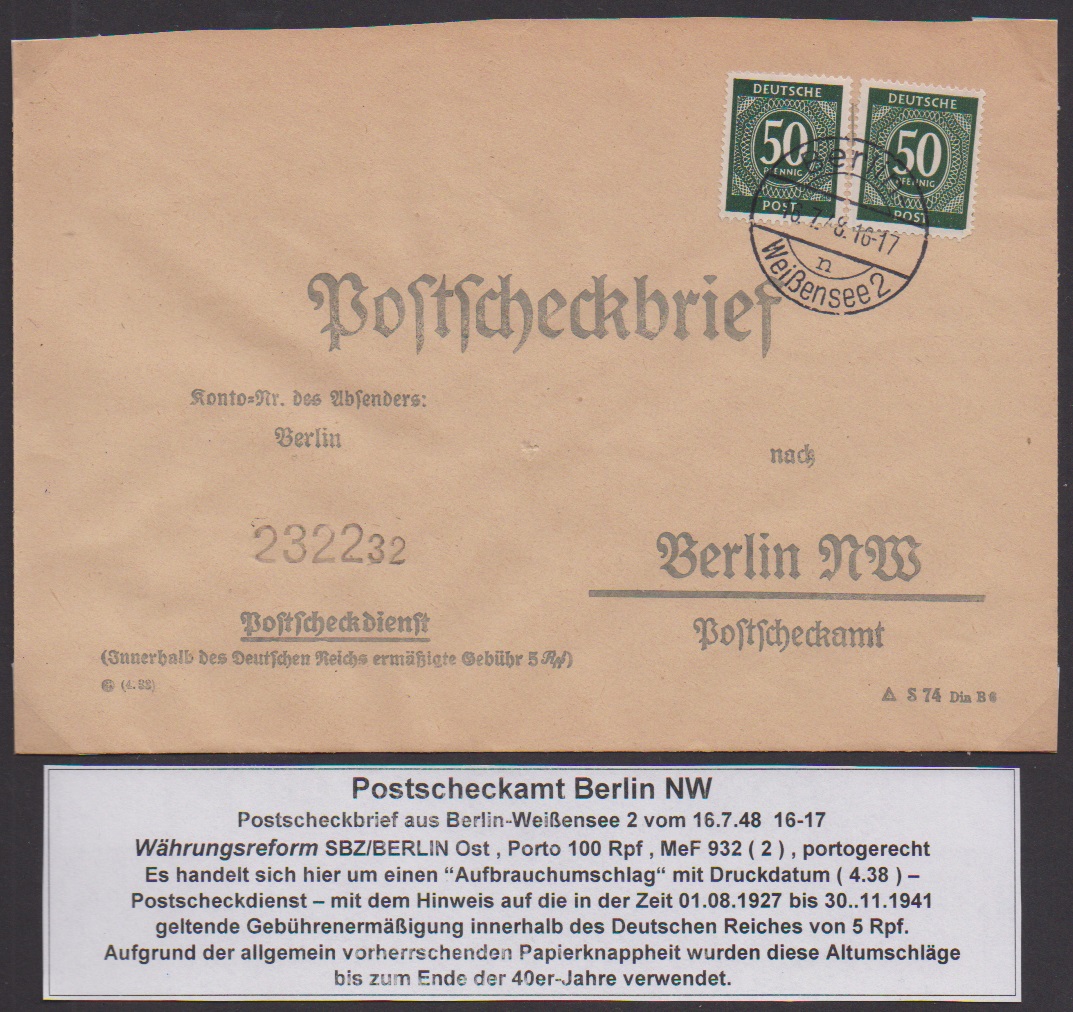 DEUTSCHE
50
PFENNIG
POST
DEUTSCHE
50
PFENNIG
POST
Berlin
16.7.48.16-17
n
Weißensee 2
Postscheckbrief
Konto=Nr. des Absenders:
Berlin
nach
23223232
Berlin NW
Postscheckdienst
Postscheckamt
(Innerhalb des Deutschen Reichs ermäßigte Gebühr 5 Rpf)
(4. 38)
S 74 Din B 6
Postscheckamt Berlin NW
Postscheckbrief aus Berlin-Weißensee 2 vom 16.7.48 16-17
Währungsreform SBZ/BERLIN Ost , Porto 100 Rpf , MeF 932 ( 2 ) , portogerecht
Es handelt sich hier um einen “Aufbrauchumschlag“ mit Druckdatum ( 4.38 ) –
Postscheckdienst – mit dem Hinweis auf die in der Zeit 01.08.1927 bis 30..11.1941
geltende Gebührenermäßigung innerhalb des Deutschen Reiches von 5 Rpf.
Aufgrund der allgemein vorherrschenden Papierknappheit wurden diese Altumschläge
bis zum Ende der 40er-Jahre verwendet.